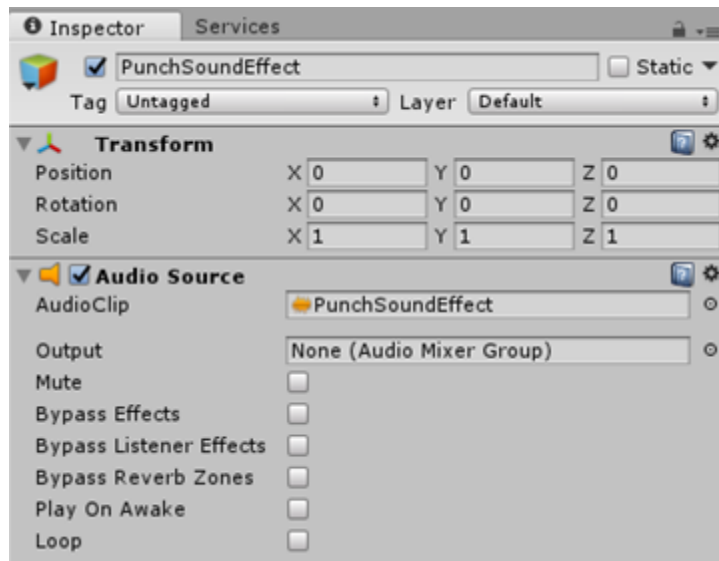 Inspector Services
PunchSoundEffect Static
Tag Untagged Layer Default
Transform
Position X 0 Y 0 Z 0
Rotation X 0 Y 0 Z 0
Scale X 1 Y 1 Z 1
Audio Source
AudioClip PunchSoundEffect
Output None (Audio Mixer Group)
Mute
Bypass Effects
Bypass Listener Effects
Bypass Reverb Zones
Play On Awake
Loop